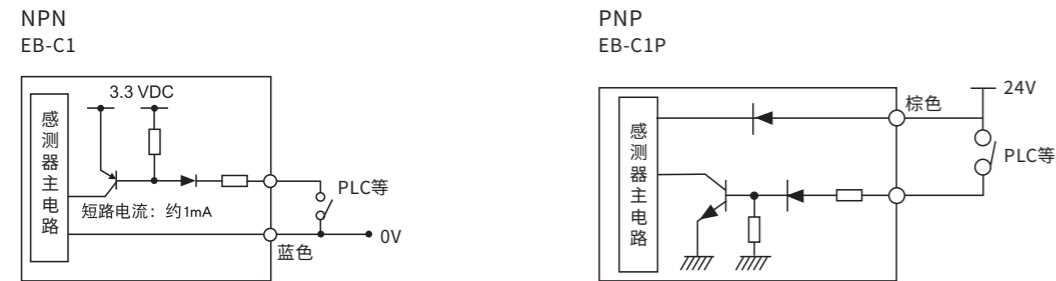 NPN
EB-C1
3.3 VDC
感测器主电路
短路电流：约1mA
PLC等
0V
蓝色
PNP
EB-C1P
24V
棕色
感测器主电路
PLC等